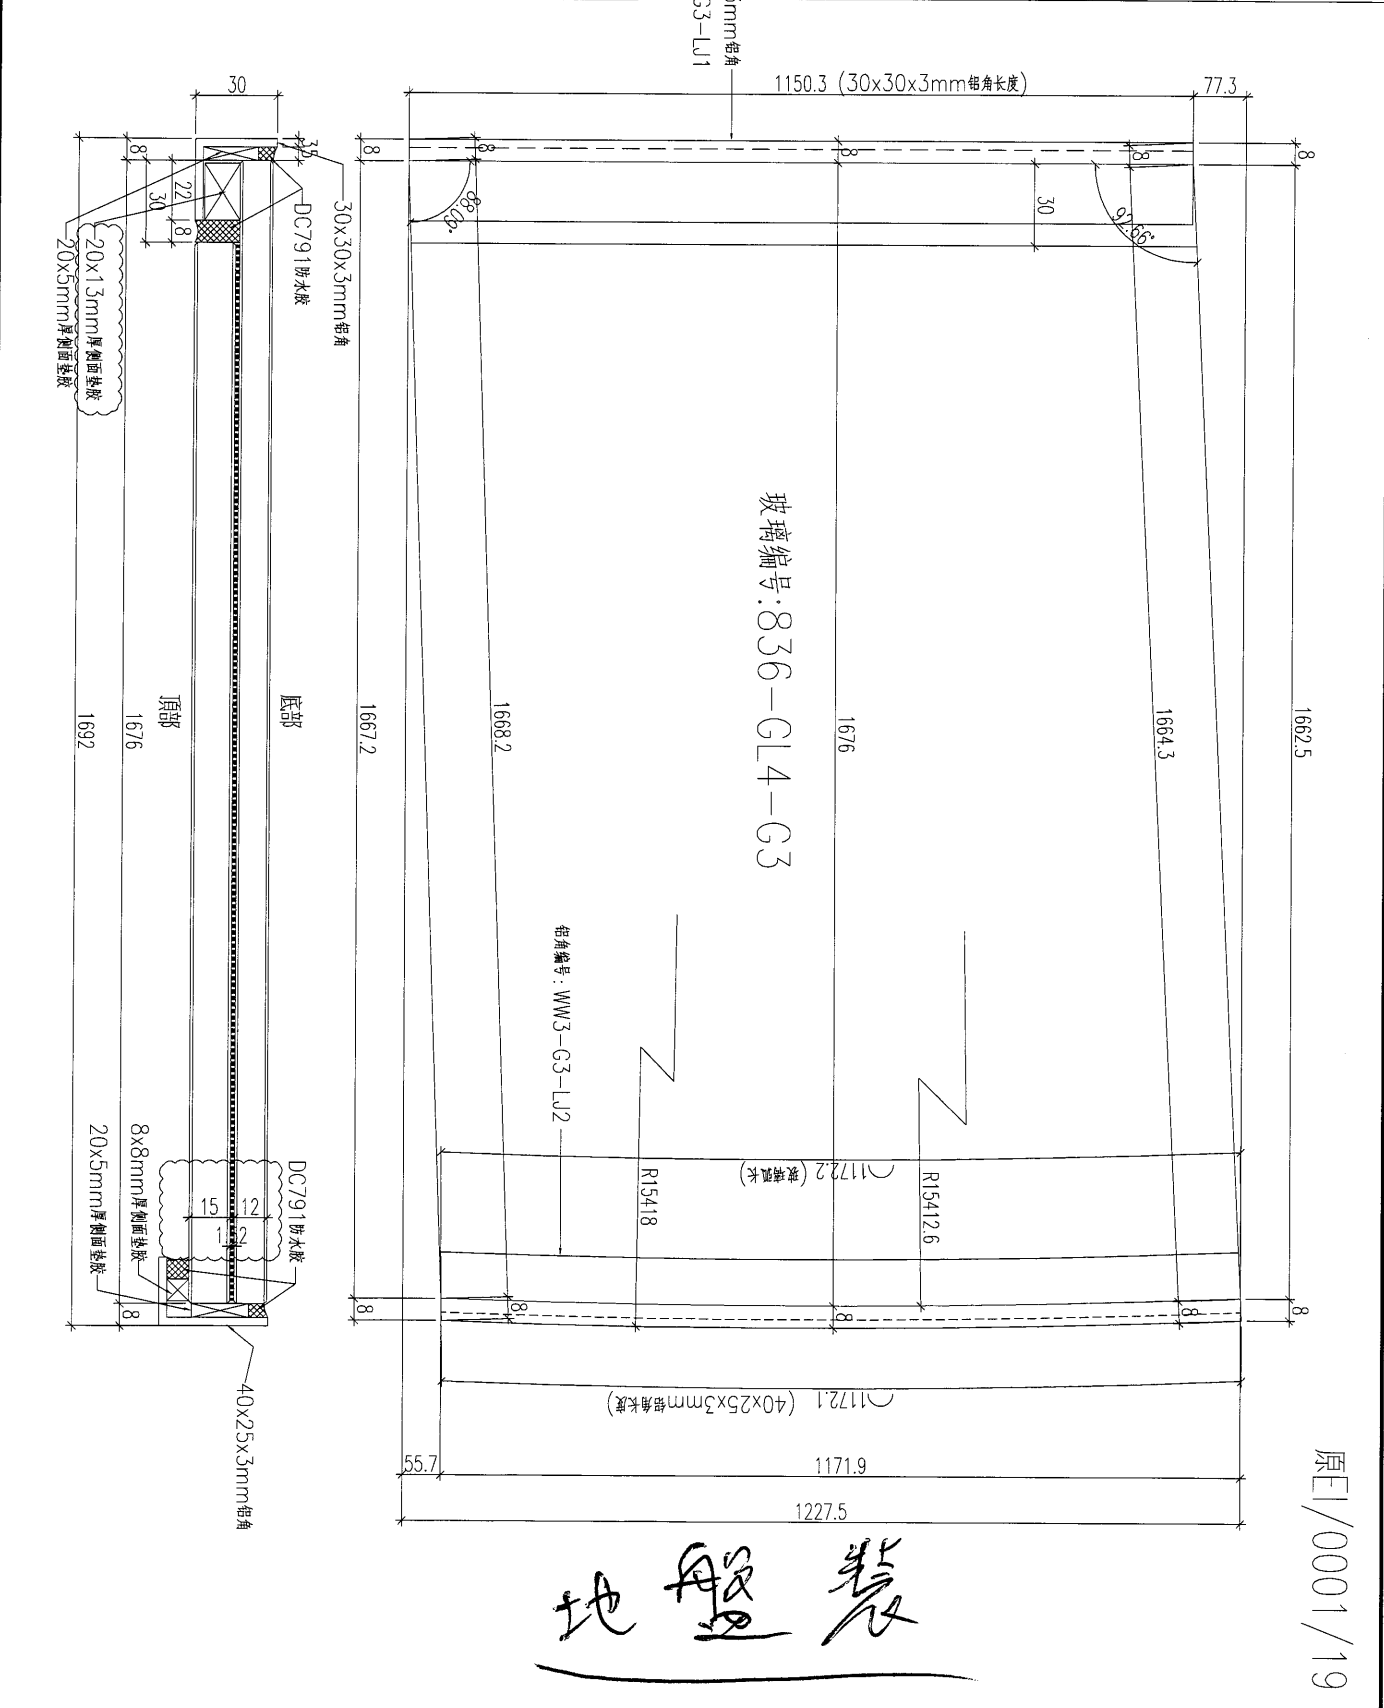 mm铝角
G3-LJ1
1150.3 (30x30x3mm铝角长度)
77.3
30
8
35
8
8
8
8
8
22
30
8
30
88.09°
92.66°
30x30x3mm铝角
DC791防水胶
20x13mm厚侧面垫胶
20x5mm厚侧面垫胶
玻璃编号:836-GL4-G3
底部
頂部
1692
1676
1667.2
1668.2
1676
1664.3
1662.5
铝角编号: WW3-G3-LJ2
R15418
R15412.6
1172.2 (玻璃弧长)
DC791防水胶
8x8mm厚侧面垫胶
20x5mm厚侧面垫胶
15
12
8
8
8
8
8
8
40x25x3mm铝角
1172.1 (40x25x3mm铝角长度)
55.7
1171.9
1227.5
原EI/0001/19
地盤裝